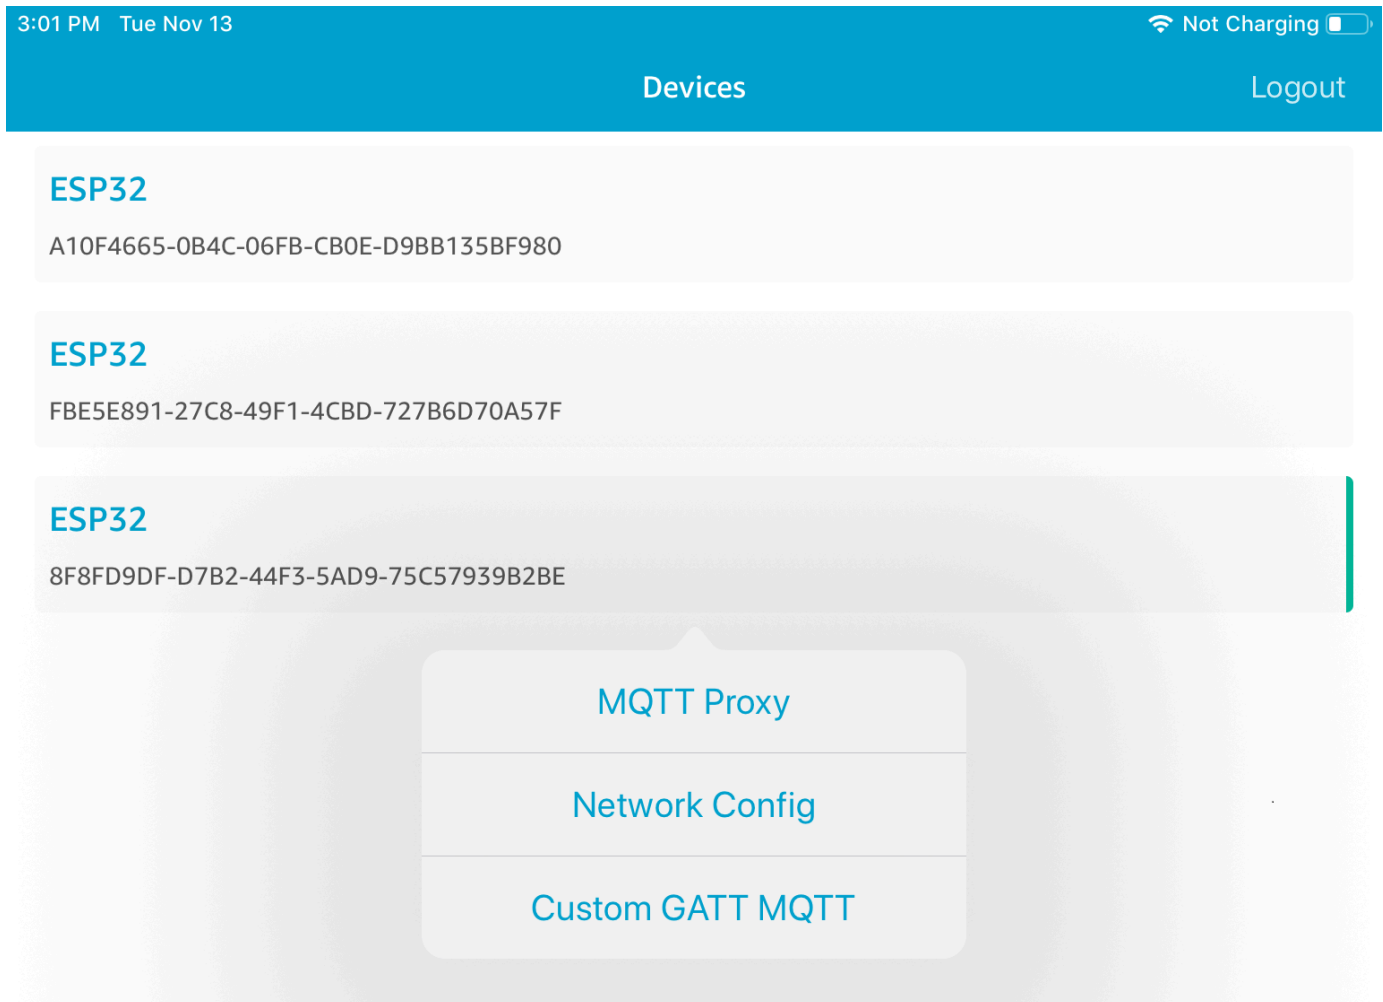 3:01 PM Tue Nov 13 Not Charging
Devices Logout
ESP32
A10F4665-0B4C-06FB-CB0E-D9BB135BF980
ESP32
FBE5E891-27C8-49F1-4CBD-727B6D70A57F
ESP32
8F8FD9DF-D7B2-44F3-5AD9-75C57939B2BE
MQTT Proxy
Network Config
Custom GATT MQTT